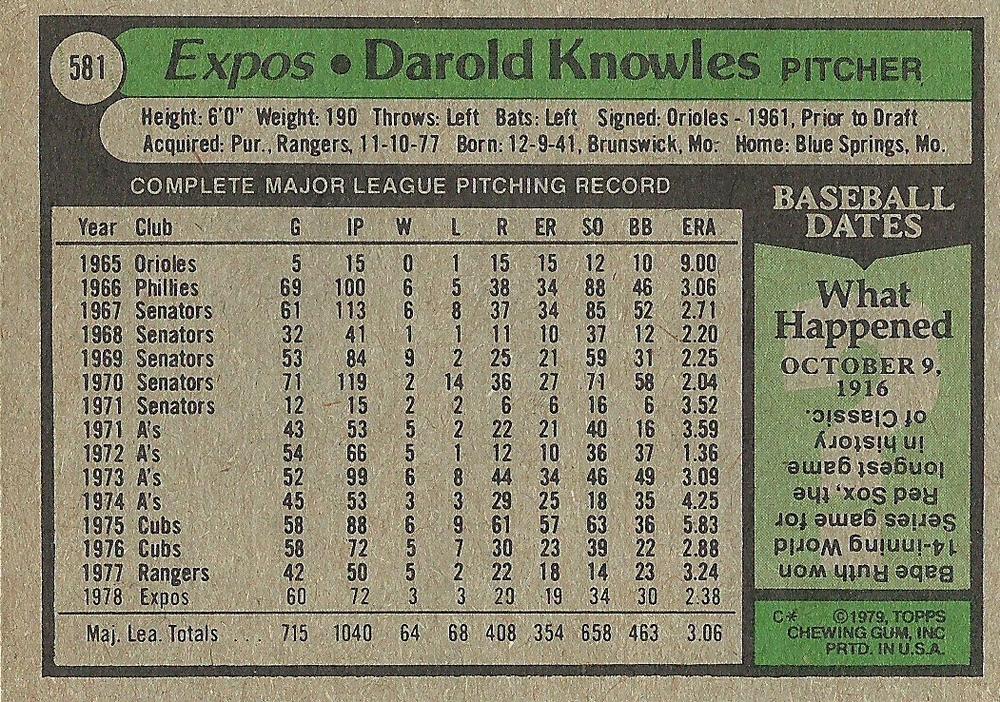 581
Expos • Darold Knowles PITCHER
Height: 6'0" Weight: 190 Throws: Left Bats: Left Signed: Orioles - 1961, Prior to Draft
Acquired: Pur., Rangers, 11-10-77 Born: 12-9-41, Brunswick, Mo. Home: Blue Springs, Mo.
COMPLETE MAJOR LEAGUE PITCHING RECORD
Year Club G IP W L R ER SO BB ERA
1965 Orioles 5 15 0 1 15 15 12 10 9.00
1966 Phillies 69 100 6 5 38 34 88 46 3.06
1967 Senators 61 113 6 8 37 34 85 52 2.71
1968 Senators 32 41 1 1 11 10 37 12 2.20
1969 Senators 53 84 9 2 25 21 59 31 2.25
1970 Senators 71 119 2 14 36 27 71 58 2.04
1971 Senators 12 15 2 2 6 6 16 6 3.52
1971 A's 43 53 5 2 22 21 40 16 3.59
1972 A's 54 66 5 1 12 10 36 37 1.36
1973 A's 52 99 6 8 44 34 46 49 3.09
1974 A's 45 53 3 3 29 25 18 35 4.25
1975 Cubs 58 88 6 9 61 57 63 36 5.83
1976 Cubs 58 72 5 7 30 23 39 22 2.88
1977 Rangers 42 50 5 2 22 18 14 23 3.24
1978 Expos 60 72 3 3 20 19 34 30 2.38
Maj. Lea. Totals . . . 715 1040 64 68 408 354 658 463 3.06
BASEBALL
DATES
What
Happened
OCTOBER 9,
1916
Babe Ruth won
14-inning World
Series game for
Red Sox, the
longest game
in history
of Classic.
C* ©1979, TOPPS
CHEWING GUM, INC
PRTD. IN U.S.A.